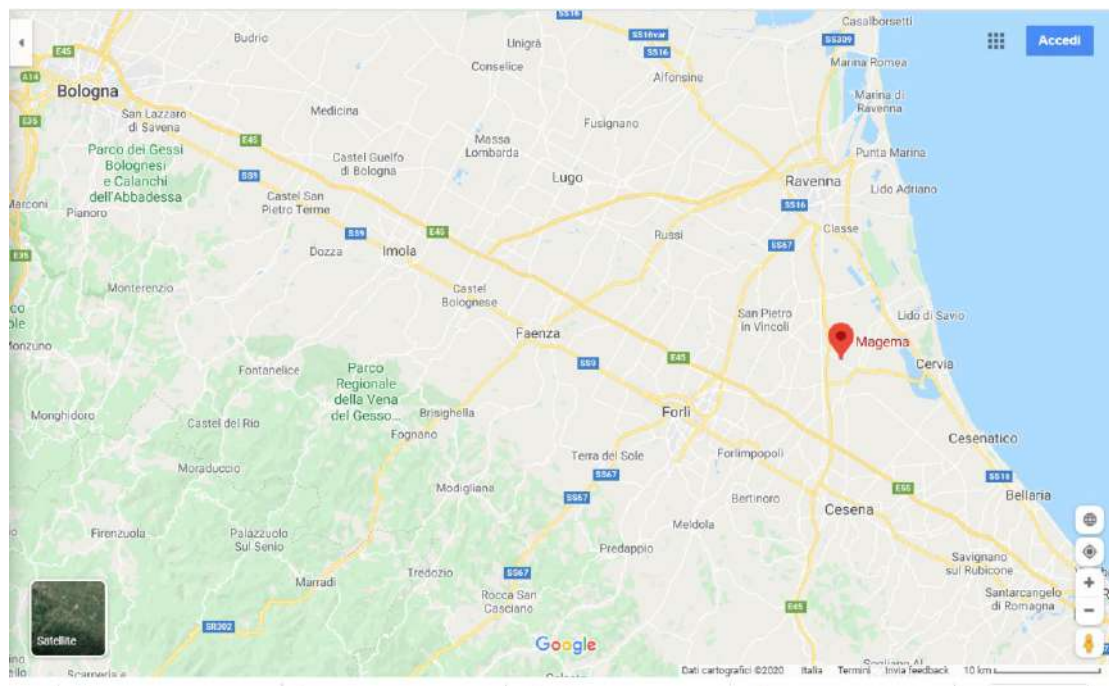 SS16
Casalborsetti
Budrio
Unigrà
SS16var
SS16
SS309
Accedi
E45
Conselice
Alfonsine
Marina Romea
A14
Bologna
San Lazzaro
di Savena
Medicina
Marina di
Ravenna
E35
Fusignano
E45
Massa
Lombarda
Parco dei Gessi
Bolognesi
e Calanchi
dell'Abbadessa
Castel Guelfo
di Bologna
Punta Marina
SS9
Lugo
Ravenna
Lido Adriano
Marconi
Pianoro
Castel San
Pietro Terme
SS16
SS9
E45
Russi
Classe
E35
Dozza
Imola
SS67
Monterenzio
Castel
Bolognese
San Pietro
in Vincoli
Lido di Savio
Faenza
Magema
Monzuno
Fontanelice
Parco
Regionale
della Vena
del Gesso...
SS9
E45
Cervia
Monghidoro
Castel del Rio
Brisighella
Forlì
Fognano
Cesenatico
Terra del Sole
Forlimpopoli
Moraduccio
SS67
Modigliana
SS67
Bertinoro
E55
SS16
Bellaria
Cesena
Firenzuola
Palazzuolo
Sul Senio
Meldola
Predappio
Savignano
sul Rubicone
Marradi
Tredozio
SS67
Rocca San
Casciano
Santarcangelo
di Romagna
E45
SR302
Satellite
Google
Dati cartografici ©2020 Italia Termini Invia feedback 10 km